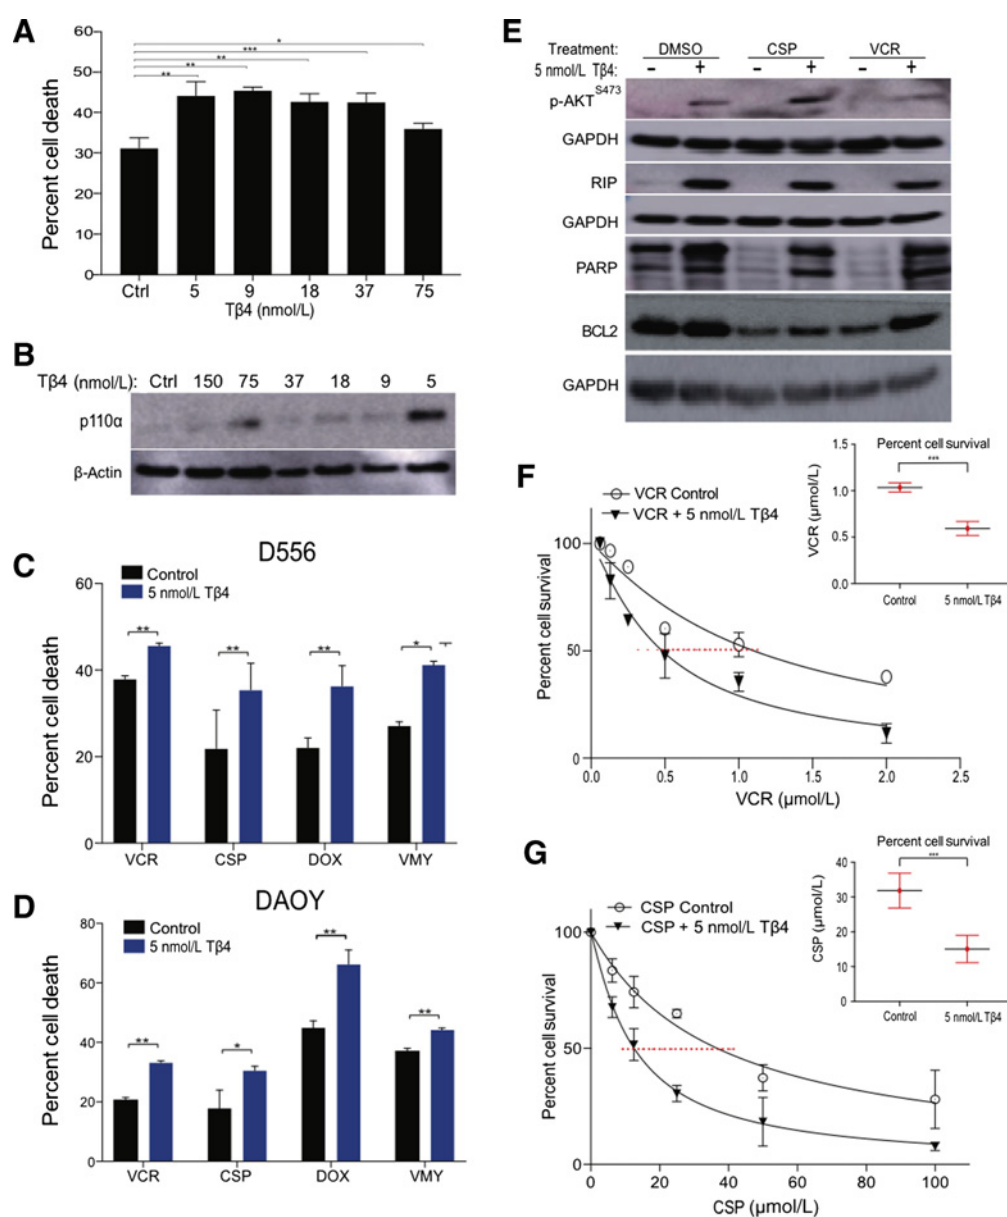 A
60
50
40
30
20
10
0
Percent cell death
*
***
**
**
**
Ctrl 5 9 18 37 75
Tβ4 (nmol/L)
B
Tβ4 (nmol/L): Ctrl 150 75 37 18 9 5
p110α
β-Actin
C
D556
Control
5 nmol/L Tβ4
60
40
20
0
Percent cell death
** ** ** *
VCR CSP DOX VMY
D
DAOY
Control
5 nmol/L Tβ4
80
60
40
20
0
Percent cell death
** * ** **
VCR CSP DOX VMY
E
Treatment: DMSO CSP VCR
5 nmol/L Tβ4: – + – + – +
p-AKT S473
GAPDH
RIP
GAPDH
PARP
BCL2
GAPDH
F
VCR Control
VCR + 5 nmol/L Tβ4
100
50
0
Percent cell survival
0.0 0.5 1.0 1.5 2.0 2.5
VCR (µmol/L)
Percent cell survival
***
1.5
1.0
0.5
0.0
VCR (µmol/L)
Control 5 nmol/L Tβ4
G
CSP Control
CSP + 5 nmol/L Tβ4
100
50
0
Percent cell survival
0 20 40 60 80 100
CSP (µmol/L)
Percent cell survival
***
40
30
20
10
0
CSP (µmol/L)
Control 5 nmol/L Tβ4